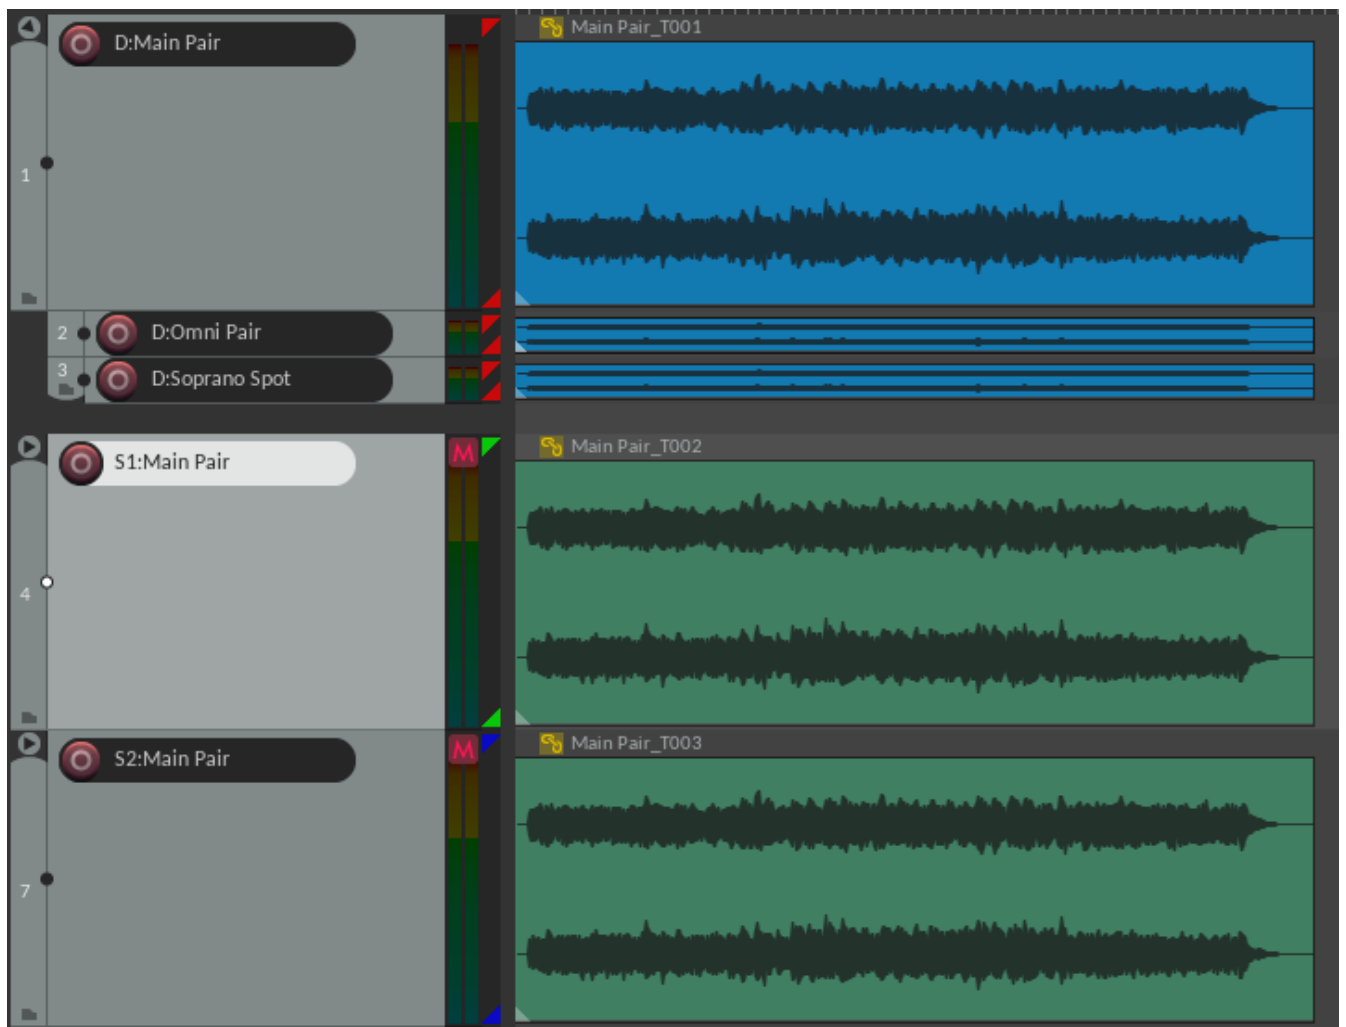 D:Main Pair
Main Pair_T001
1
2
D:Omni Pair
3
D:Soprano Spot
S1:Main Pair
M
Main Pair_T002
4
S2:Main Pair
M
Main Pair_T003
7